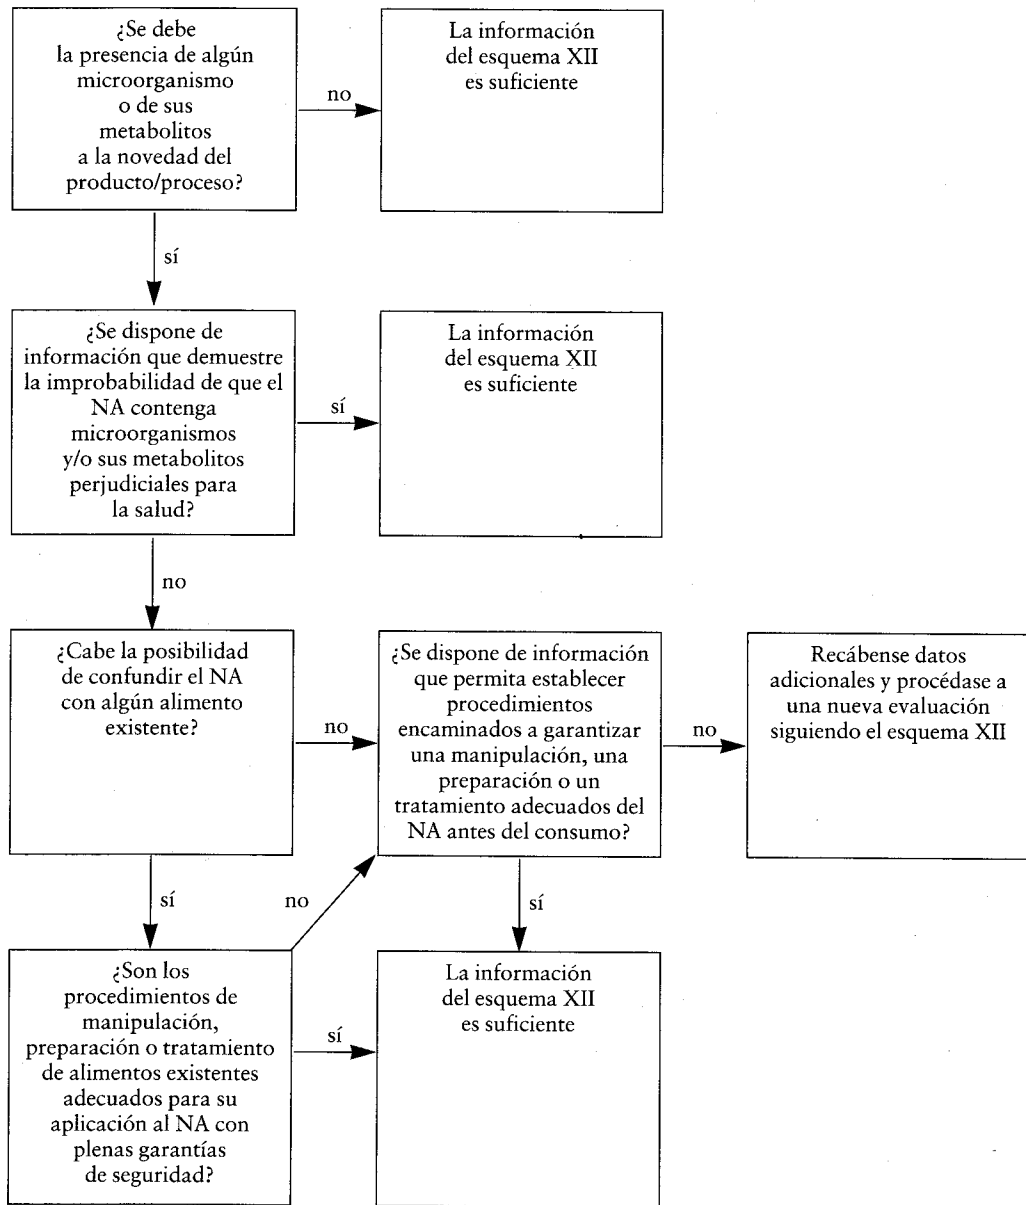 ¿Se debe
la presencia de algún
microorganismo
o de sus
metabolitos
a la novedad del
producto/proceso?
no
La información
del esquema XII
es suficiente
sí
¿Se dispone de
información que demuestre
la improbabilidad de que el
NA contenga
microorganismos
y/o sus metabolitos
perjudiciales para
la salud?
sí
La información
del esquema XII
es suficiente
no
¿Cabe la posibilidad
de confundir el NA
con algún alimento
existente?
no
¿Se dispone de información
que permita establecer
procedimientos
encaminados a garantizar
una manipulación, una
preparación o un
tratamiento adecuados del
NA antes del consumo?
no
Recábense datos
adicionales y procédase a
una nueva evaluación
siguiendo el esquema XII
sí
no
sí
¿Son los
procedimientos de
manipulación,
preparación o tratamiento
de alimentos existentes
adecuados para su
aplicación al NA con
plenas garantías
de seguridad?
sí
La información
del esquema XII
es suficiente